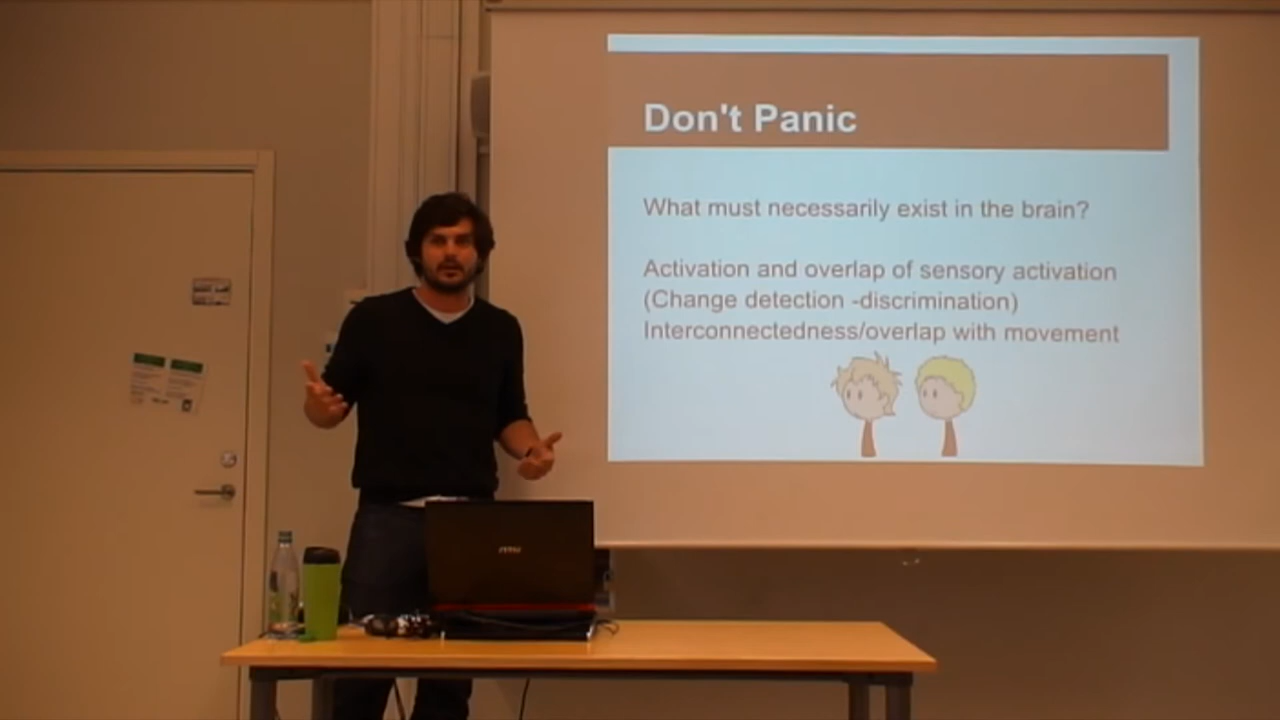 Don't Panic
What must necessarily exist in the brain?
Activation and overlap of sensory activation
(Change detection -discrimination)
Interconnectedness/overlap with movement
msi